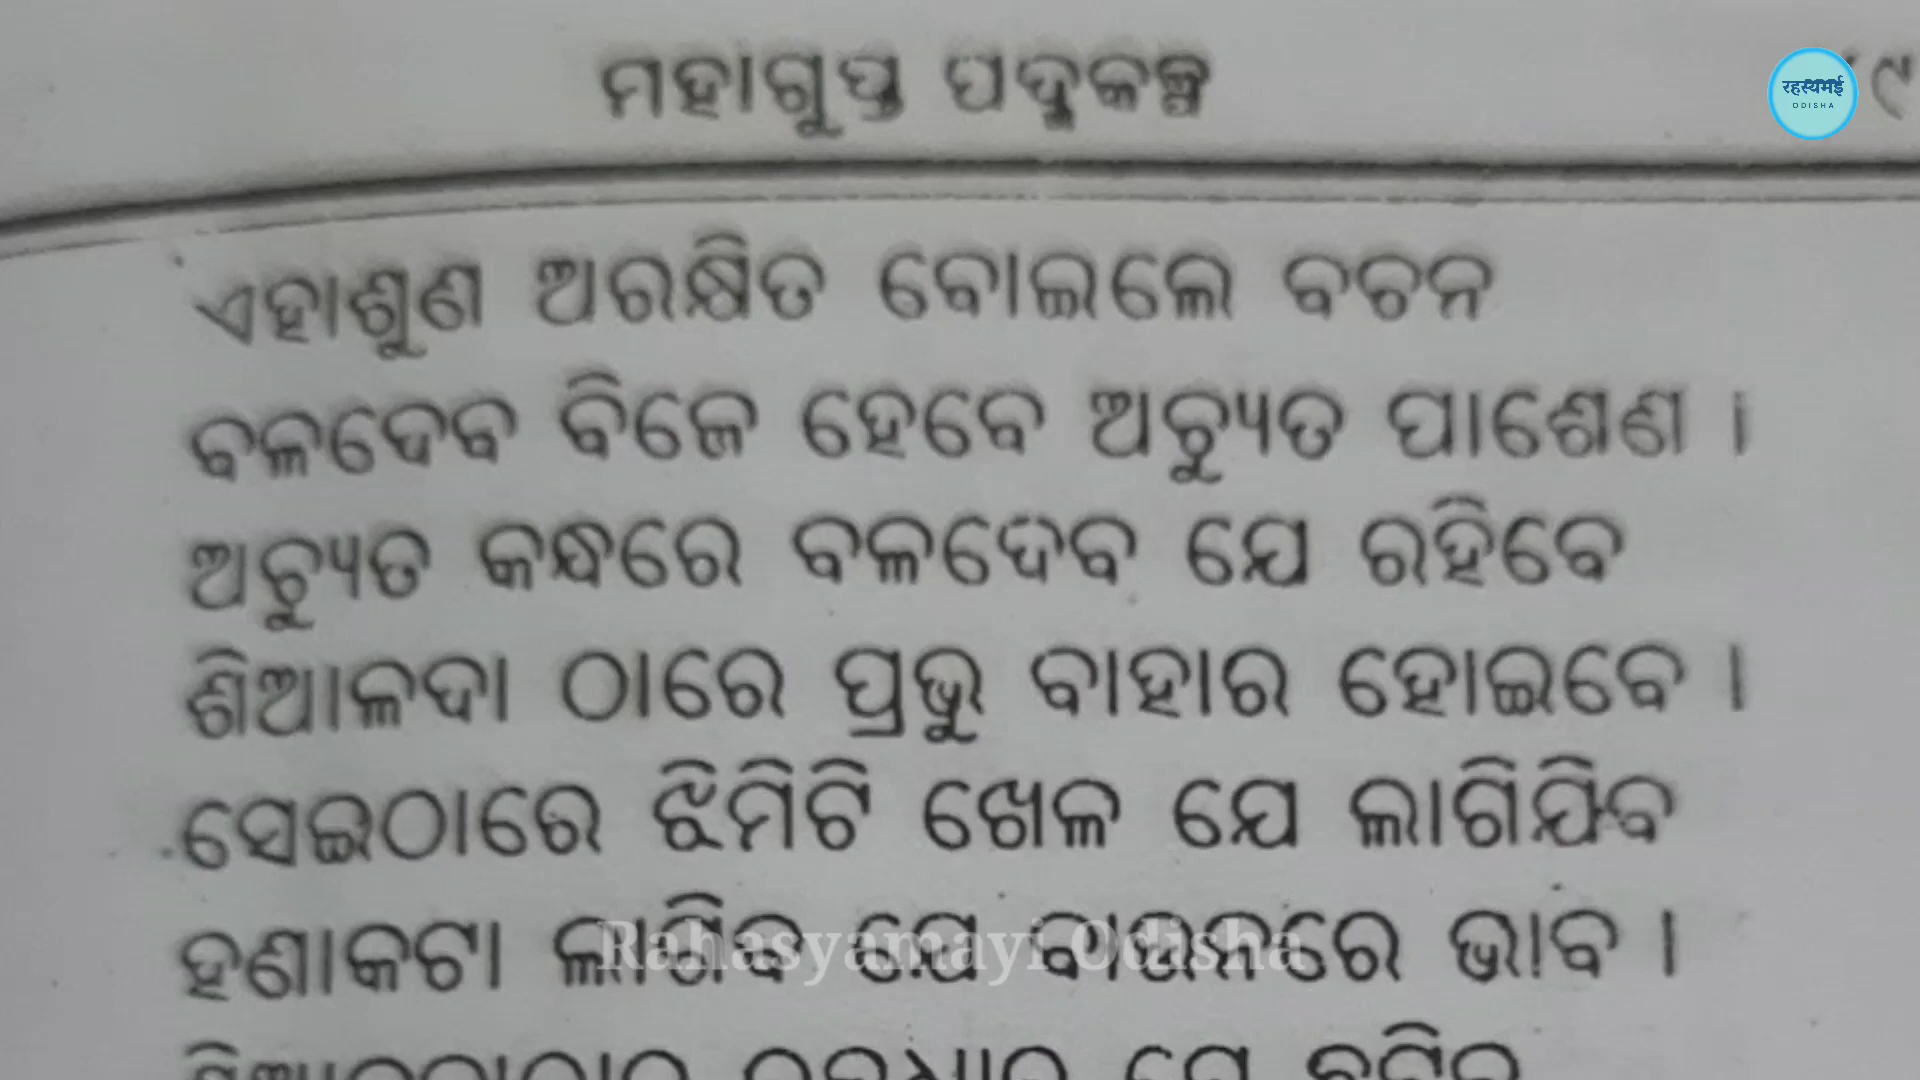 ମହାଗୁପ୍ତ ପଦ୍ମକଳ୍ପ
रहस्यमई
ODISHA
ଏହାଶୁଣ ଅରକ୍ଷିତ ବୋଇଲେ ବଚନ
ବଳଦେବ ବିଜେ ହେବେ ଅଚ୍ୟୁତ ପାଶେଣ ।
ଅଚ୍ୟୁତ କନ୍ଧରେ ବଳଦେବ ଯେ ରହିବେ
ଶିଆଳଦା ଠାରେ ପ୍ରଭୁ ବାହାର ହୋଇବେ ।
ସେଇଠାରେ ଝିମିଟି ଖେଳ ଯେ ଲାଗିଯିବ
ହଣାକଟା ଲାଗିବ ଯେ ବାଉନରେ ଭାବ ।
Rahasyamayi Odisha